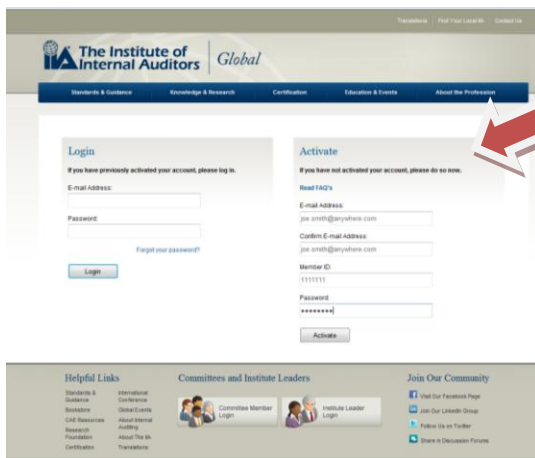 Translations | Find Your Local IIA | Contact Us
IIA The Institute of
Internal Auditors | Global
Standards & Guidance Knowledge & Research Certification Education & Events About the Profession
Login
If you have previously activated your account, please log in.
E-mail Address:
Password:
Forgot your password?
Login
Activate
If you have not activated your account, please do so now.
Read FAQ's
E-mail Address:
joe.smith@anywhere.com
Confirm E-mail Address:
joe.smith@anywhere.com
Member ID:
1111111
Password:
••••••••
Activate
Helpful Links
Standards & Guidance
Bookstore
CAE Resources
Research Foundation
Certification
International Conference
Global Events
About Internal Auditing
About The IIA
Translations
Committees and Institute Leaders
Committee Member Login
Institute Leader Login
Join Our Community
Visit Our Facebook Page
Join Our LinkedIn Group
Follow Us on Twitter
Share in Discussion Forums